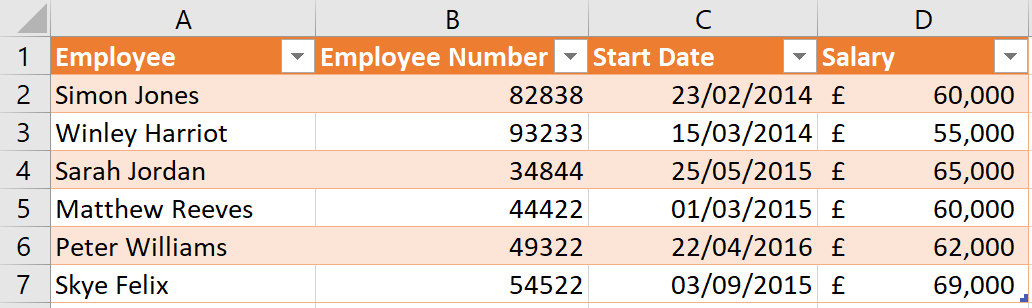 A B C D
1 Employee Employee Number Start Date Salary
2 Simon Jones 82838 23/02/2014 £ 60,000
3 Winley Harriot 93233 15/03/2014 £ 55,000
4 Sarah Jordan 34844 25/05/2015 £ 65,000
5 Matthew Reeves 44422 01/03/2015 £ 60,000
6 Peter Williams 49322 22/04/2016 £ 62,000
7 Skye Felix 54522 03/09/2015 £ 69,000